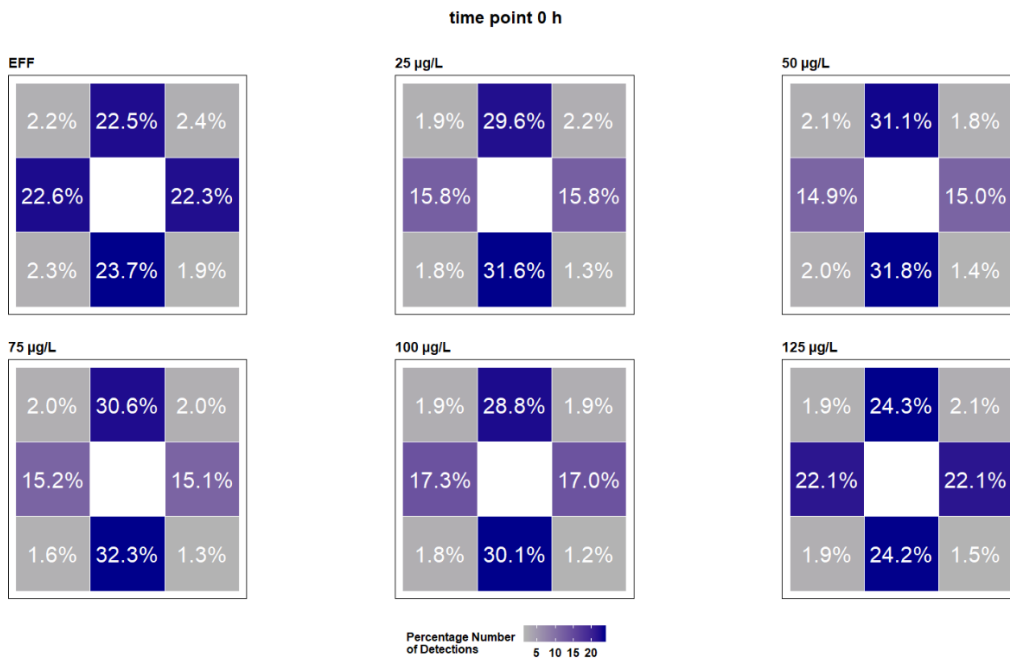 time point 0 h
EFF
2.2% 22.5% 2.4%
22.6% 22.3%
2.3% 23.7% 1.9%
25 µg/L
1.9% 29.6% 2.2%
15.8% 15.8%
1.8% 31.6% 1.3%
50 µg/L
2.1% 31.1% 1.8%
14.9% 15.0%
2.0% 31.8% 1.4%
75 µg/L
2.0% 30.6% 2.0%
15.2% 15.1%
1.6% 32.3% 1.3%
100 µg/L
1.9% 28.8% 1.9%
17.3% 17.0%
1.8% 30.1% 1.2%
125 µg/L
1.9% 24.3% 2.1%
22.1% 22.1%
1.9% 24.2% 1.5%
Percentage Number
of Detections
5 10 15 20